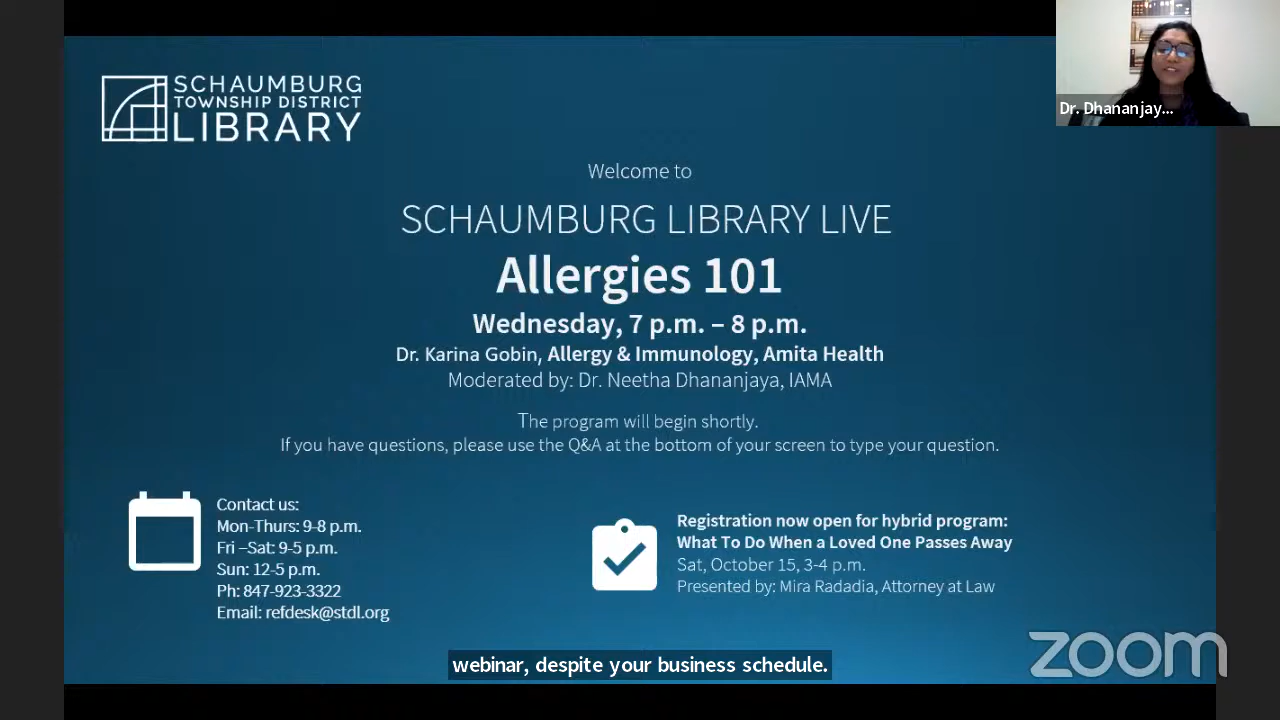 SCHAUMBURG
TOWNSHIP DISTRICT
LIBRARY
Dr. Dhananjay...
Welcome to
SCHAUMBURG LIBRARY LIVE
Allergies 101
Wednesday, 7 p.m. – 8 p.m.
Dr. Karina Gobin, Allergy & Immunology, Amita Health
Moderated by: Dr. Neetha Dhananjaya, IAMA
The program will begin shortly.
If you have questions, please use the Q&A at the bottom of your screen to type your question.
Contact us:
Mon-Thurs: 9-8 p.m.
Fri –Sat: 9-5 p.m.
Sun: 12-5 p.m.
Ph: 847-923-3322
Email: refdesk@stdl.org
Registration now open for hybrid program:
What To Do When a Loved One Passes Away
Sat, October 15, 3-4 p.m.
Presented by: Mira Radadia, Attorney at Law
webinar, despite your business schedule.
zoom